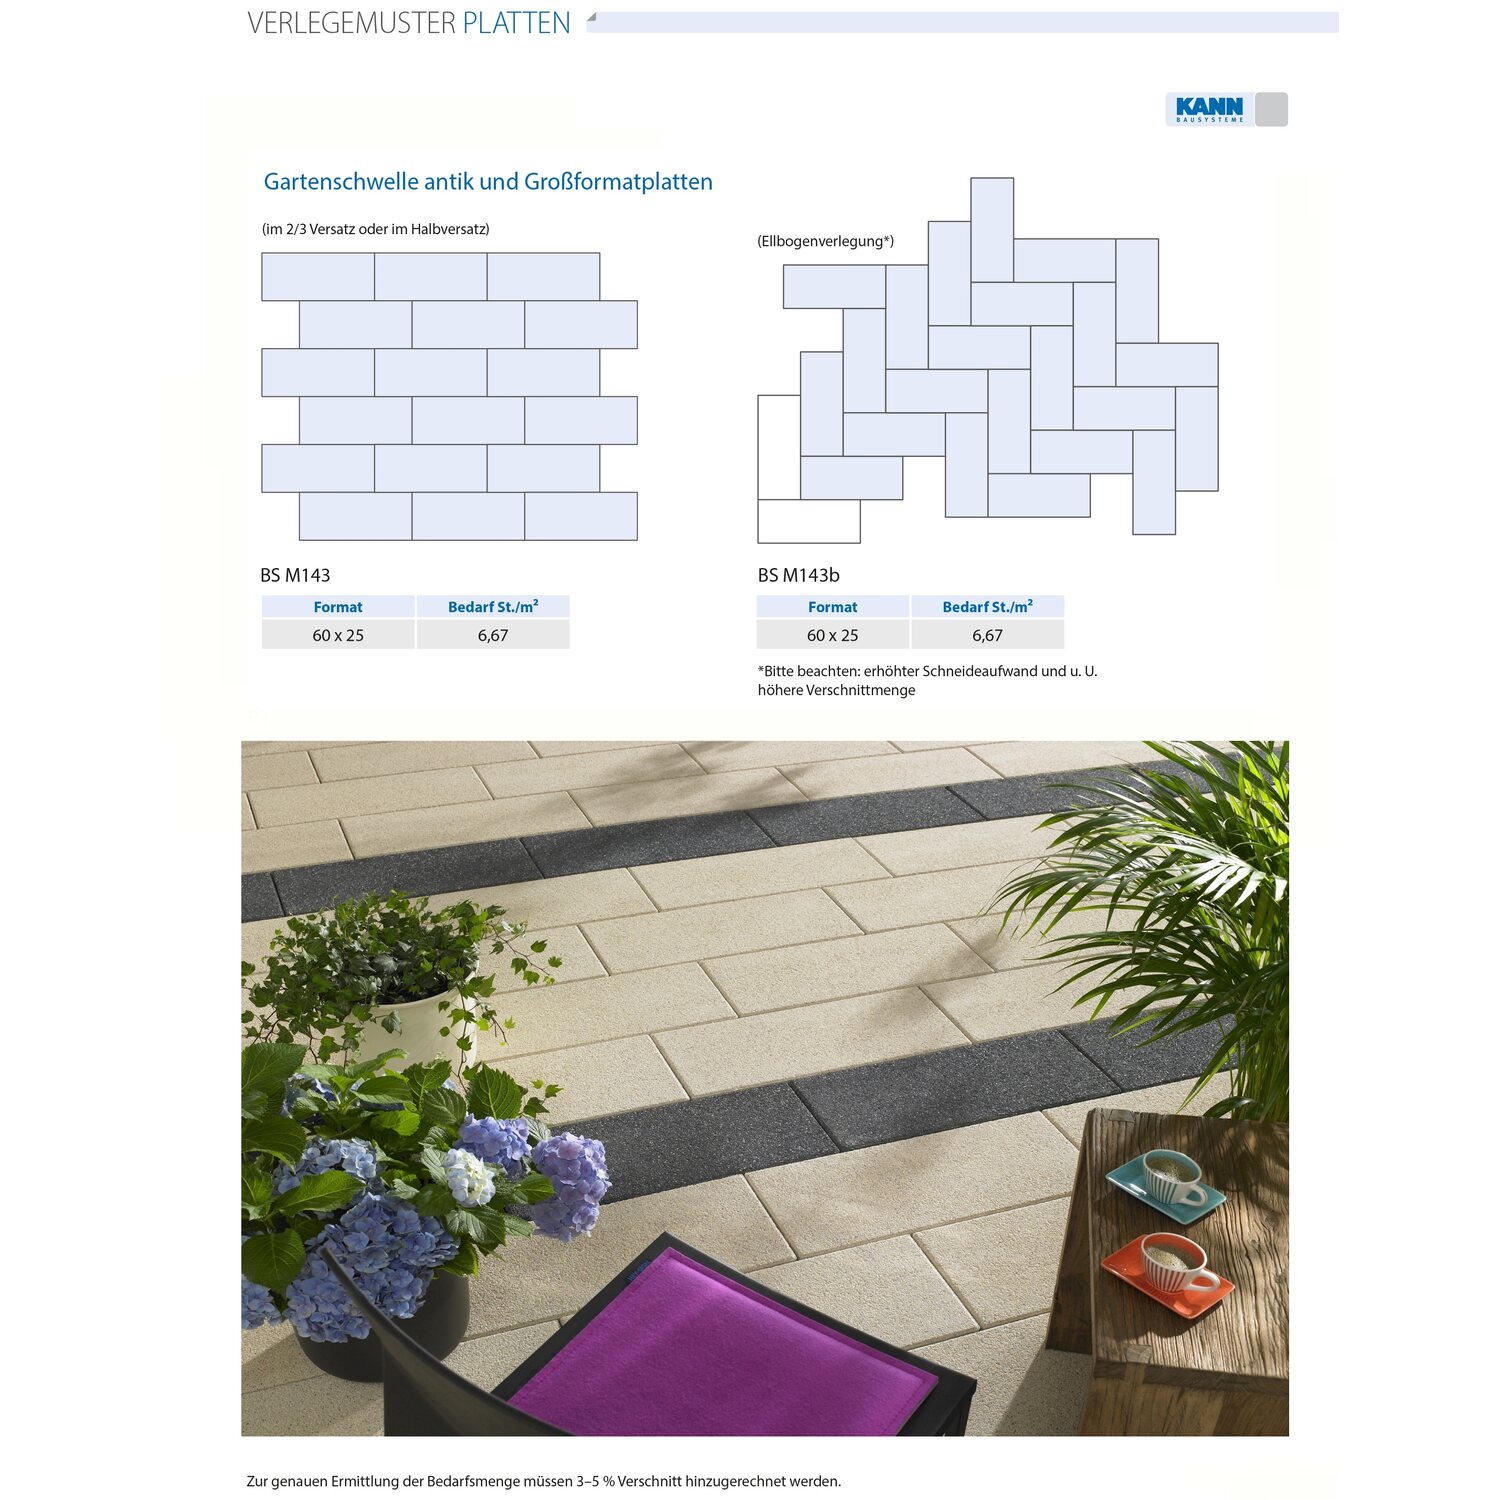 VERLEGEMUSTER PLATTEN
KANN
BAUSYSTEME
Gartenschwelle antik und Großformatplatten
(im 2/3 Versatz oder im Halbversatz)
(Ellbogenverlegung*)
BS M143
Format Bedarf St./m²
60 x 25 6,67
BS M143b
Format Bedarf St./m²
60 x 25 6,67
*Bitte beachten: erhöhter Schneideaufwand und u. U.
höhere Verschnittmenge
Zur genauen Ermittlung der Bedarfsmenge müssen 3–5 % Verschnitt hinzugerechnet werden.